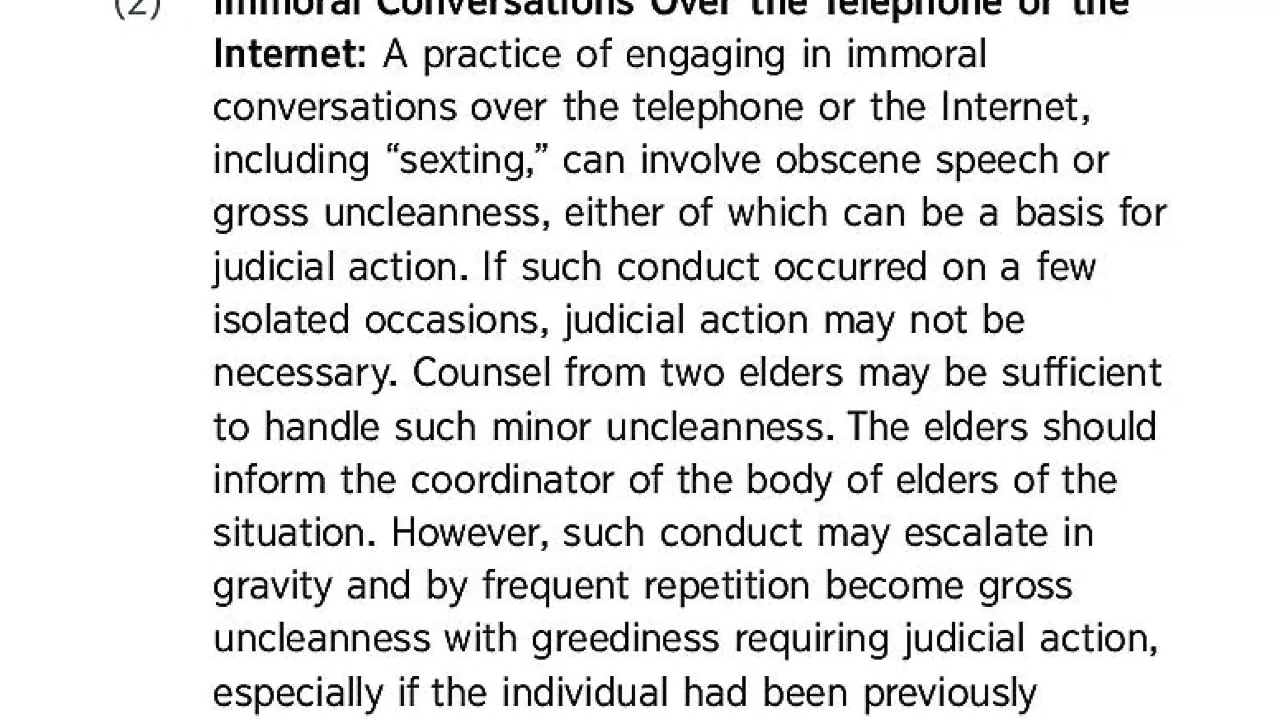 (2) Immoral Conversations Over the Telephone or the
Internet: A practice of engaging in immoral
conversations over the telephone or the Internet,
including “sexting,” can involve obscene speech or
gross uncleanness, either of which can be a basis for
judicial action. If such conduct occurred on a few
isolated occasions, judicial action may not be
necessary. Counsel from two elders may be sufficient
to handle such minor uncleanness. The elders should
inform the coordinator of the body of elders of the
situation. However, such conduct may escalate in
gravity and by frequent repetition become gross
uncleanness with greediness requiring judicial action,
especially if the individual had been previously